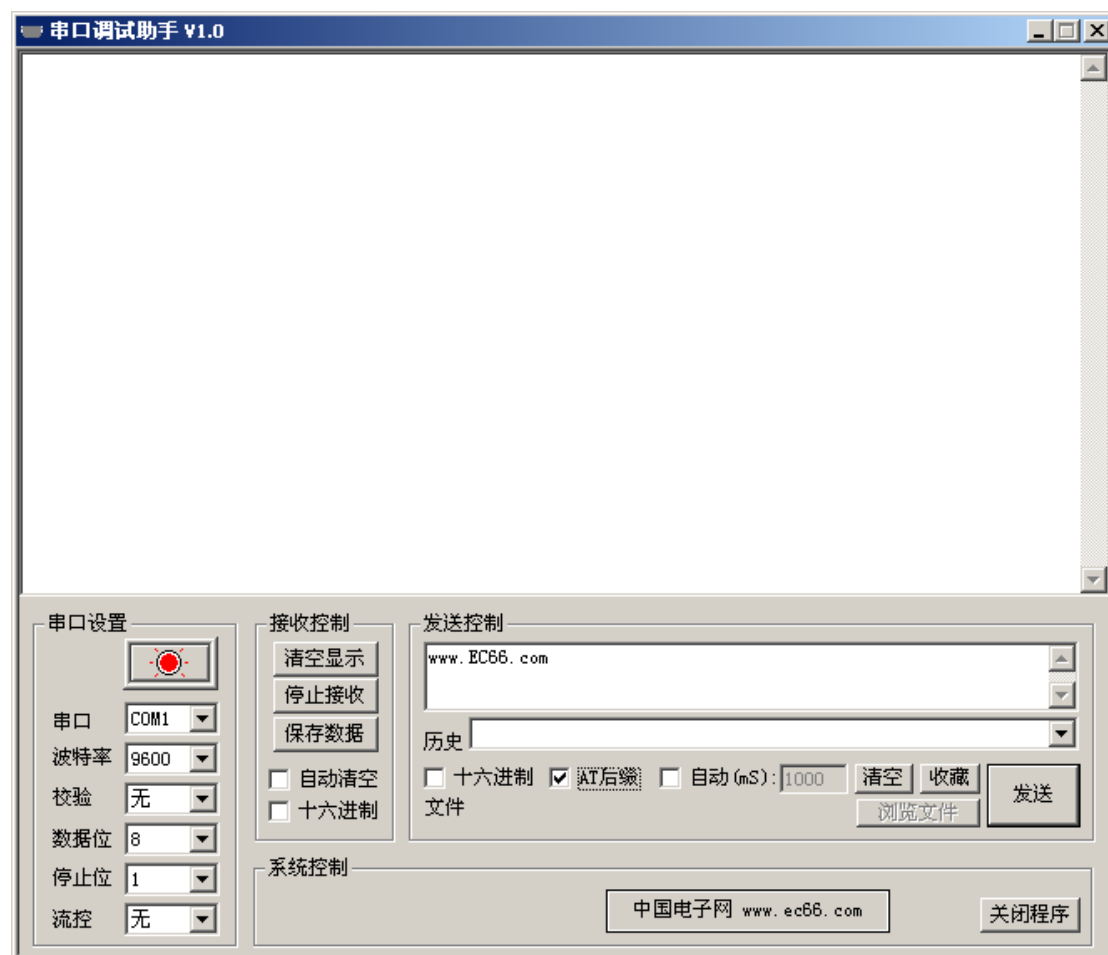 串口调试助手 V1.0
串口设置
串口 COM1
波特率 9600
校验 无
数据位 8
停止位 1
流控 无
接收控制
清空显示
停止接收
保存数据
自动清空
十六进制
发送控制
www.EC66.com
历史
十六进制 AT后缀 自动(mS): 1000 清空 收藏
文件 浏览文件
发送
系统控制
中国电子网 www.ec66.com
关闭程序